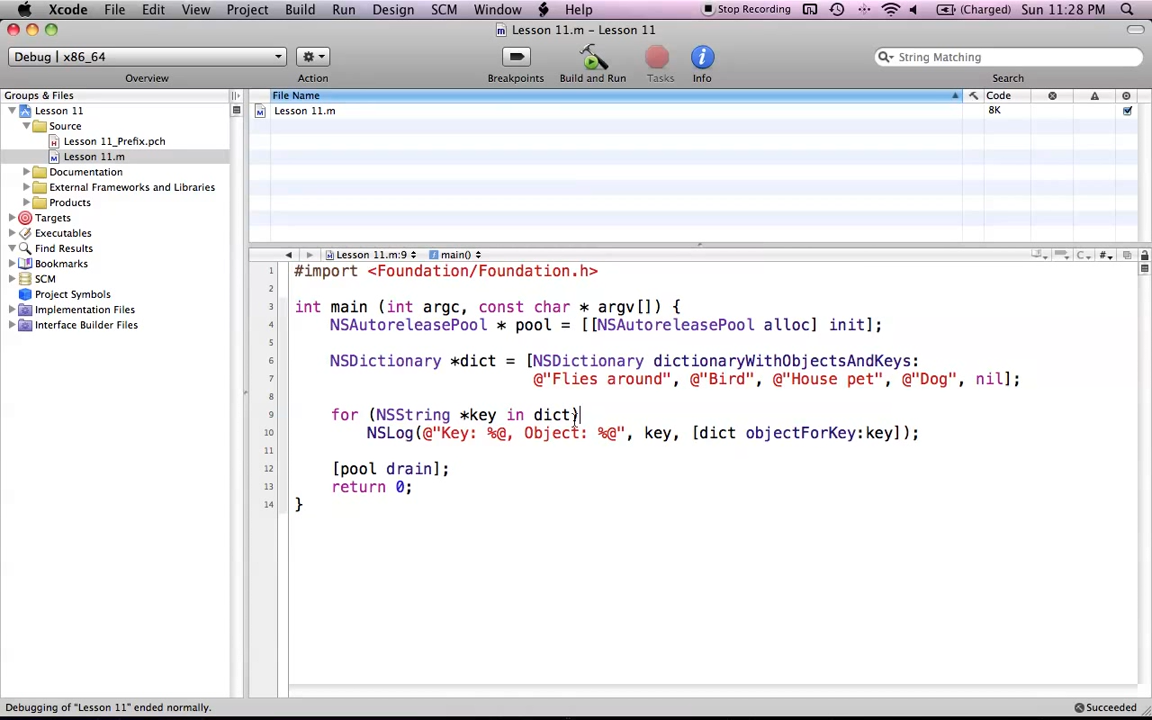 Xcode File Edit View Project Build Run Design SCM Window Help Stop Recording (Charged) Sun 11:28 PM
Lesson 11.m - Lesson 11
Debug | x86_64
String Matching
Overview Action Breakpoints Build and Run Tasks Info Search
Groups & Files
File Name Code
Lesson 11
Lesson 11.m 8K
Source
Lesson 11_Prefix.pch
Lesson 11.m
Documentation
External Frameworks and Libraries
Products
Targets
Executables
Find Results
Bookmarks
SCM
Project Symbols
Implementation Files
Interface Builder Files
Lesson 11.m:9 main() C, #,
1 #import <Foundation/Foundation.h>
2
3 int main (int argc, const char * argv[]) {
4 NSAutoreleasePool * pool = [[NSAutoreleasePool alloc] init];
5
6 NSDictionary *dict = [NSDictionary dictionaryWithObjectsAndKeys:
7 @"Flies around", @"Bird", @"House pet", @"Dog", nil];
8
9 for (NSString *key in dict)
10 NSLog(@"Key: %@, Object: %@", key, [dict objectForKey:key]);
11
12 [pool drain];
13 return 0;
14 }
Debugging of "Lesson 11" ended normally. Succeeded